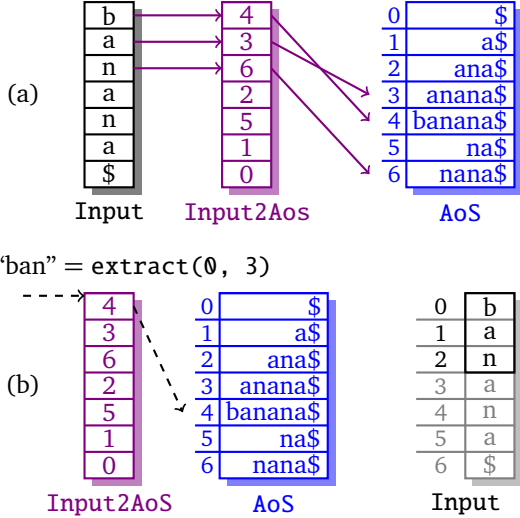 b 4 0 $
a 3 1 a$
n 6 2 ana$
(a) a 2 3 anana$
n 5 4 banana$
a 1 5 na$
$ 0 6 nana$
Input Input2Aos AoS
“ban” = extract(0, 3)
4 0 $ 0 b
3 1 a$ 1 a
6 2 ana$ 2 n
(b) 2 3 anana$ 3 a
5 4 banana$ 4 n
1 5 na$ 5 a
0 6 nana$ 6 $
Input2AoS AoS Input